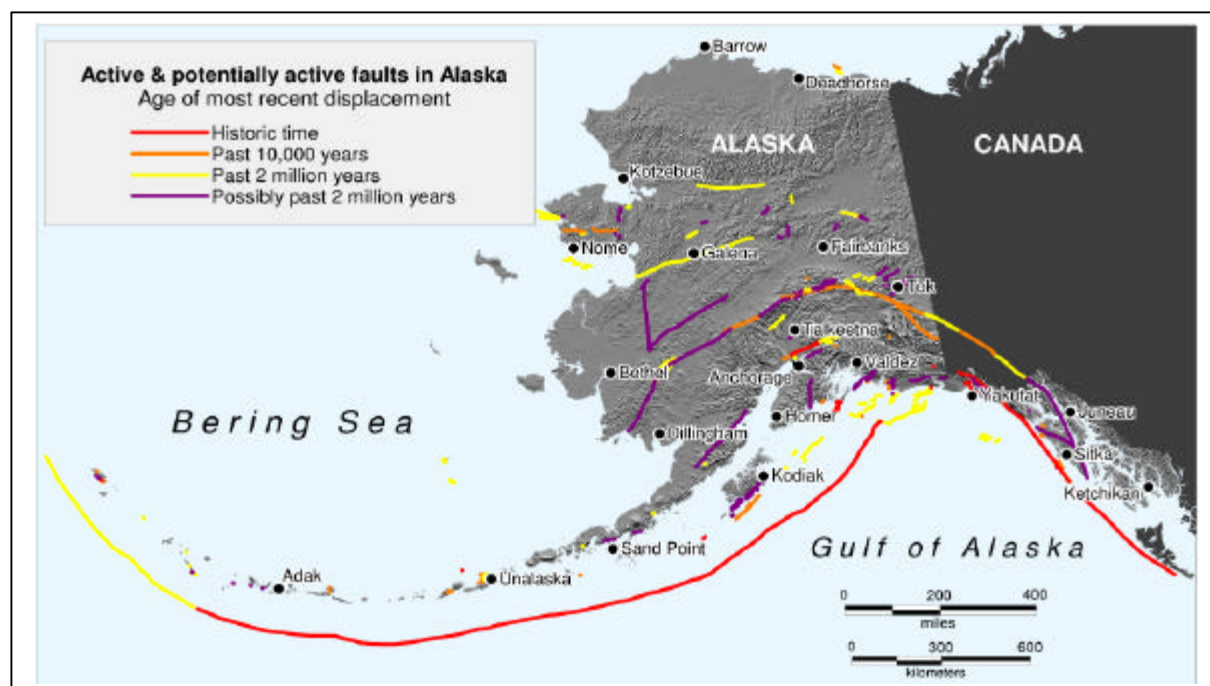 Active & potentially active faults in Alaska
Age of most recent displacement
Historic time
Past 10,000 years
Past 2 million years
Possibly past 2 million years
Barrow
Deadhorse
ALASKA
CANADA
Kotzebue
Nome
Galena
Fairbanks
Tok
Talkeetna
Bethel
Anchorage
Valdez
Yakutat
Juneau
Homer
Bering Sea
Dillingham
Sitka
Kodiak
Ketchikan
Sand Point
Gulf of Alaska
Adak
Unalaska
0 200 400
miles
0 300 600
kilometers